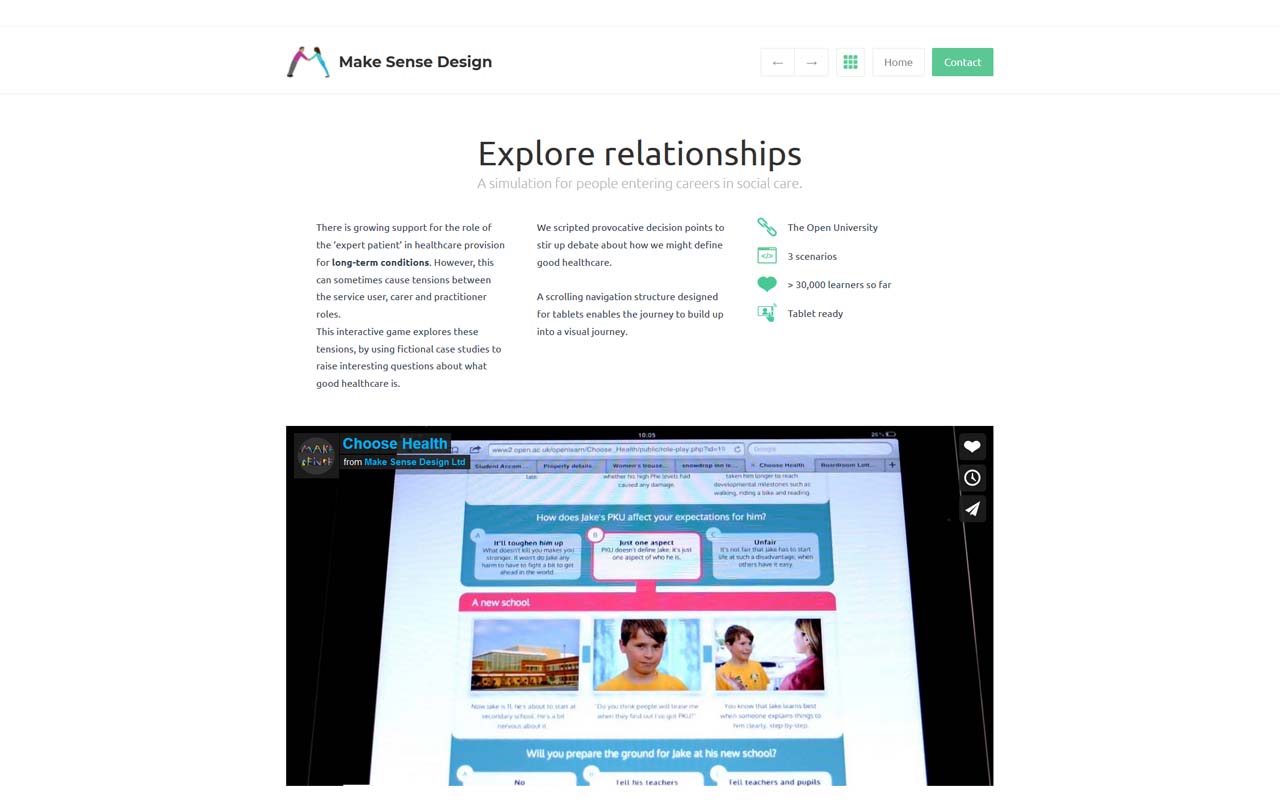 Make Sense Design
← → Home Contact
Explore relationships
A simulation for people entering careers in social care.
There is growing support for the role of
the ‘expert patient’ in healthcare provision
for long-term conditions. However, this
can sometimes cause tensions between
the service user, carer and practitioner
roles.
This interactive game explores these
tensions, by using fictional case studies to
raise interesting questions about what
good healthcare is.
We scripted provocative decision points to
stir up debate about how we might define
good healthcare.
A scrolling navigation structure designed
for tablets enables the journey to build up
into a visual journey.
The Open University
</>
3 scenarios
> 30,000 learners so far
Tablet ready
MAKE
SENSE
Choose Health
from Make Sense Design Ltd
10:05
25%
www2.open.ac.uk/openlearn/Choose_Health/public/role-play.php?id=19
Google
Student Accom...
Property details...
Women's trouse...
snowdrop inn le...
× Choose Health
Boardroom Lott...
+
late.
whether his high Phe levels had
caused any damage.
taken him longer to reach
developmental milestones such as
walking, riding a bike and reading.
How does Jake's PKU affect your expectations for him?
A
It'll toughen him up
What doesn't kill you makes you
stronger. It won't do Jake any
harm to have to fight a bit to get
ahead in the world.
B
Just one aspect
PKU doesn't define Jake, it's just
one aspect of who he is.
C
Unfair
It's not fair that Jake has to start
life at such a disadvantage, when
others have it easy.
A new school
Now Jake is 11, he's about to start at
secondary school. He's a bit
nervous about it.
"Do you think people will tease me
when they find out I've got PKU?"
You know that Jake learns best
when someone explains things to
him clearly, step-by-step.
Will you prepare the ground for Jake at his new school?
A
No
B
Tell his teachers
C
Tell teachers and pupils